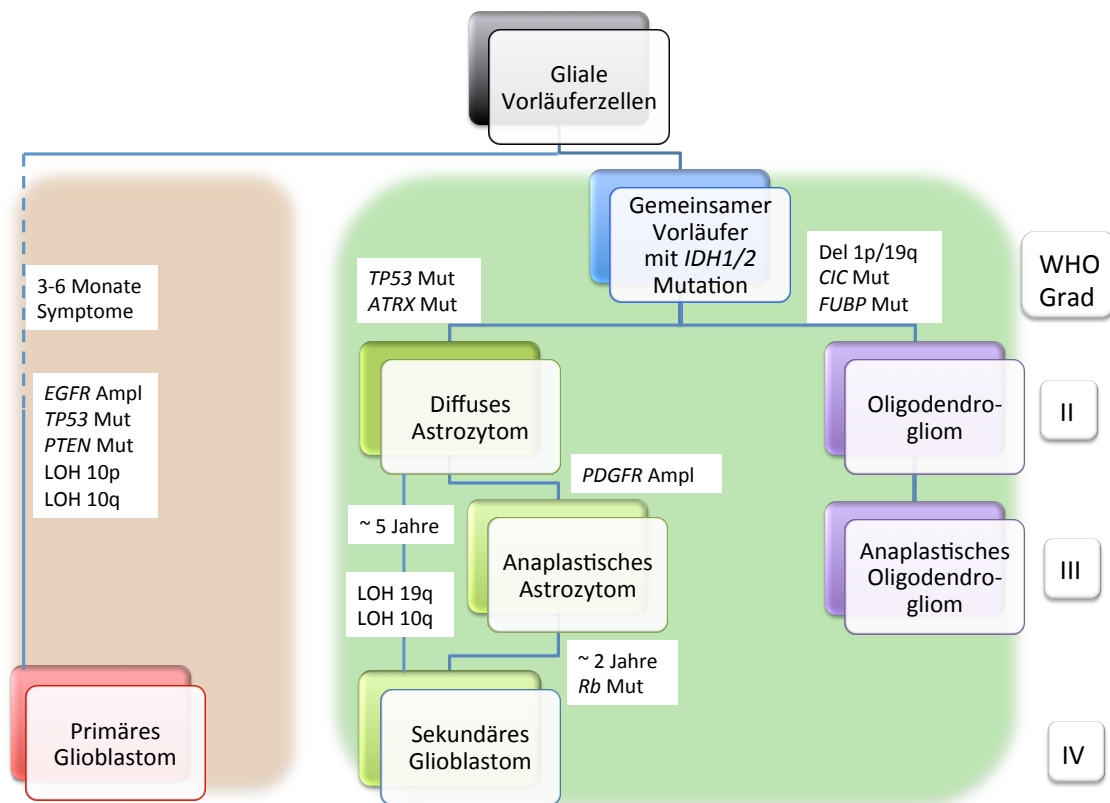 Gliale
Vorläuferzellen
Gemeinsamer
Vorläufer
mit IDH1/2
Mutation
Del 1p/19q
CIC Mut
FUBP Mut
WHO
Grad
3-6 Monate
Symptome
TP53 Mut
ATRX Mut
EGFR Ampl
TP53 Mut
PTEN Mut
LOH 10p
LOH 10q
Diffuses
Astrozytom
Oligodendro-
gliom
II
PDGFR Ampl
~ 5 Jahre
Anaplastisches
Astrozytom
Anaplastisches
Oligodendro-
gliom
III
LOH 19q
LOH 10q
~ 2 Jahre
Rb Mut
Primäres
Glioblastom
Sekundäres
Glioblastom
IV